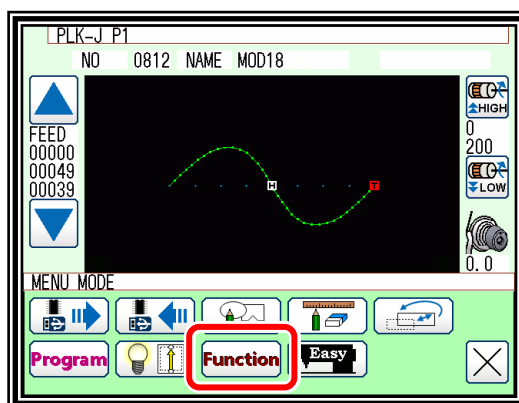 PLK-J P1
NO 0812 NAME MOD18
HIGH
FEED
00000
00049
00039
0
200
LOW
H
T
0.0
MENU MODE
Program
Function
Easy